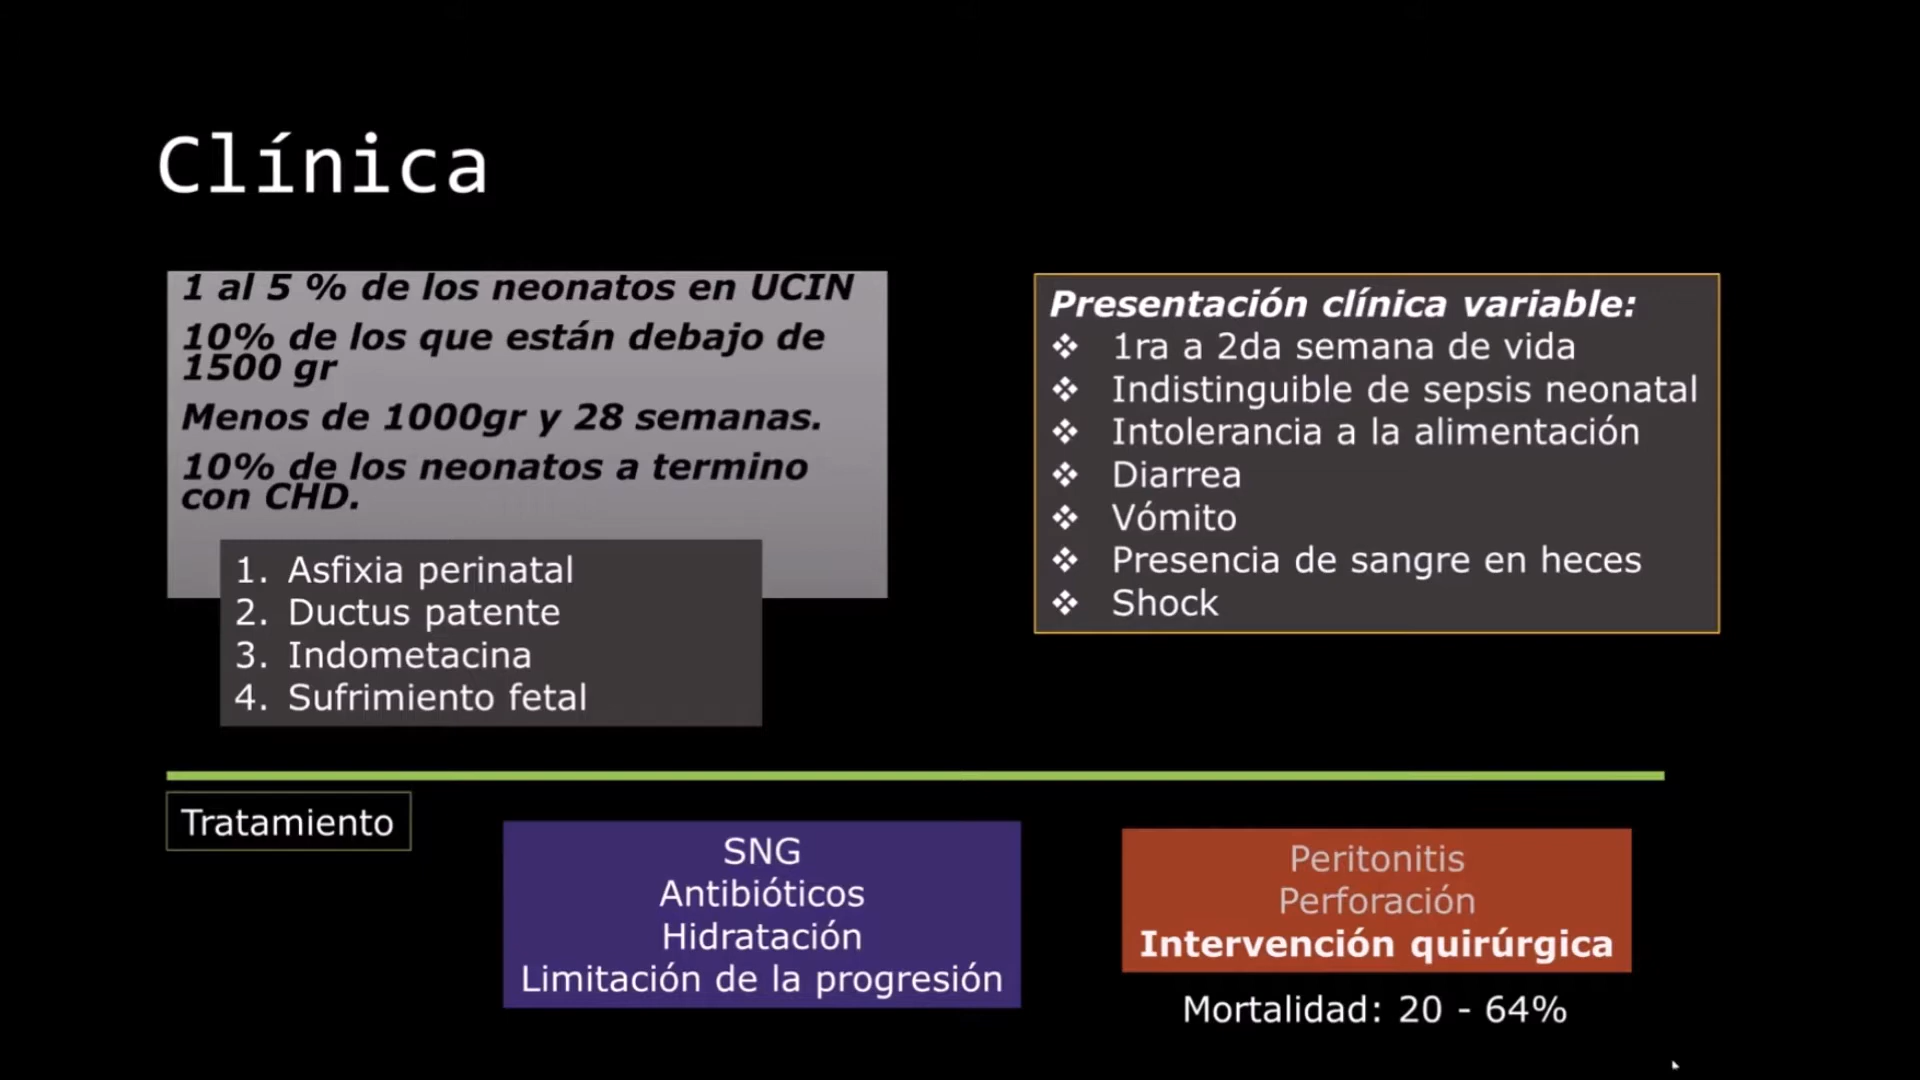 Clínica
1 al 5 % de los neonatos en UCIN
10% de los que están debajo de
1500 gr
Menos de 1000gr y 28 semanas.
10% de los neonatos a termino
con CHD.
1. Asfixia perinatal
2. Ductus patente
3. Indometacina
4. Sufrimiento fetal
Presentación clínica variable:
❖ 1ra a 2da semana de vida
❖ Indistinguible de sepsis neonatal
❖ Intolerancia a la alimentación
❖ Diarrea
❖ Vómito
❖ Presencia de sangre en heces
❖ Shock
Tratamiento
SNG
Antibióticos
Hidratación
Limitación de la progresión
Peritonitis
Perforación
Intervención quirúrgica
Mortalidad: 20 - 64%